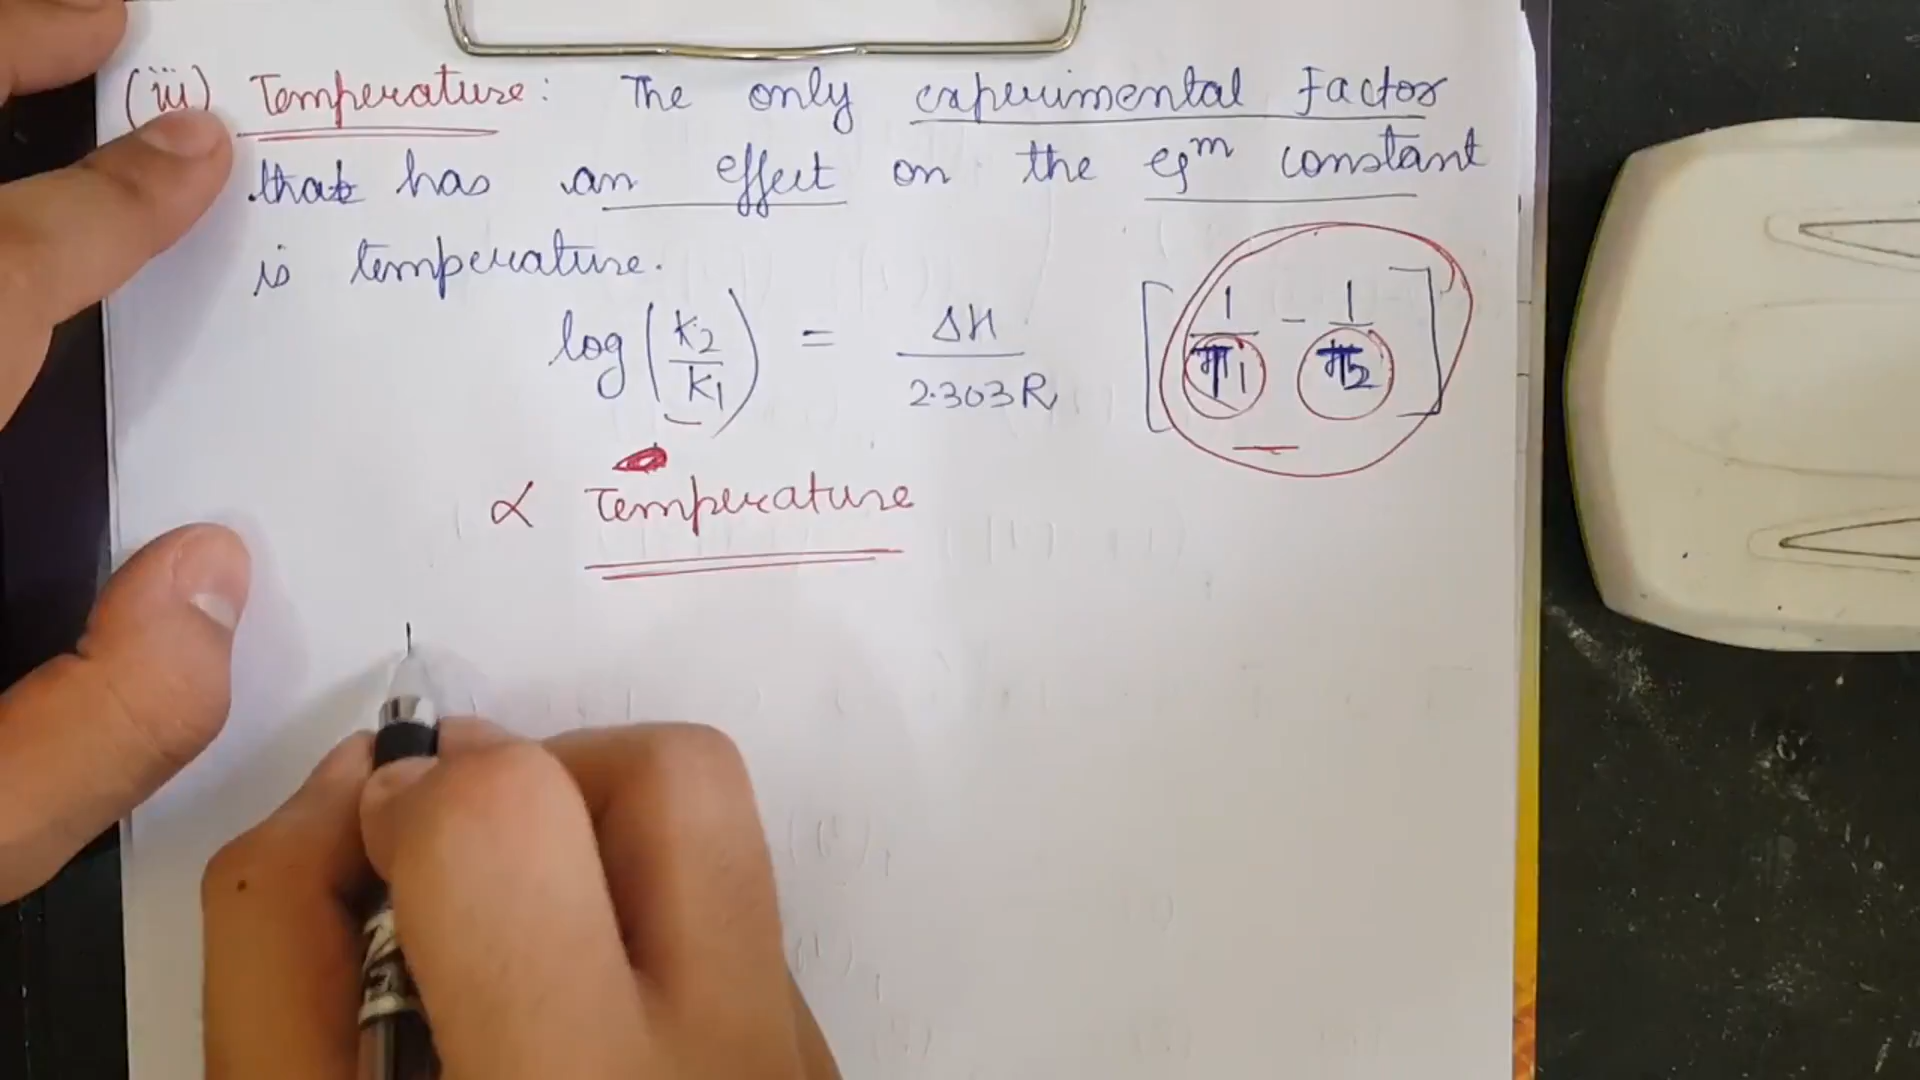 (iii) Temperature: The only experimental Factor
that has an effect on the eqm constant
is temperature.
log (K2/K1) = ΔH/2.303R [1/T1 - 1/T2]
∝ Temperature